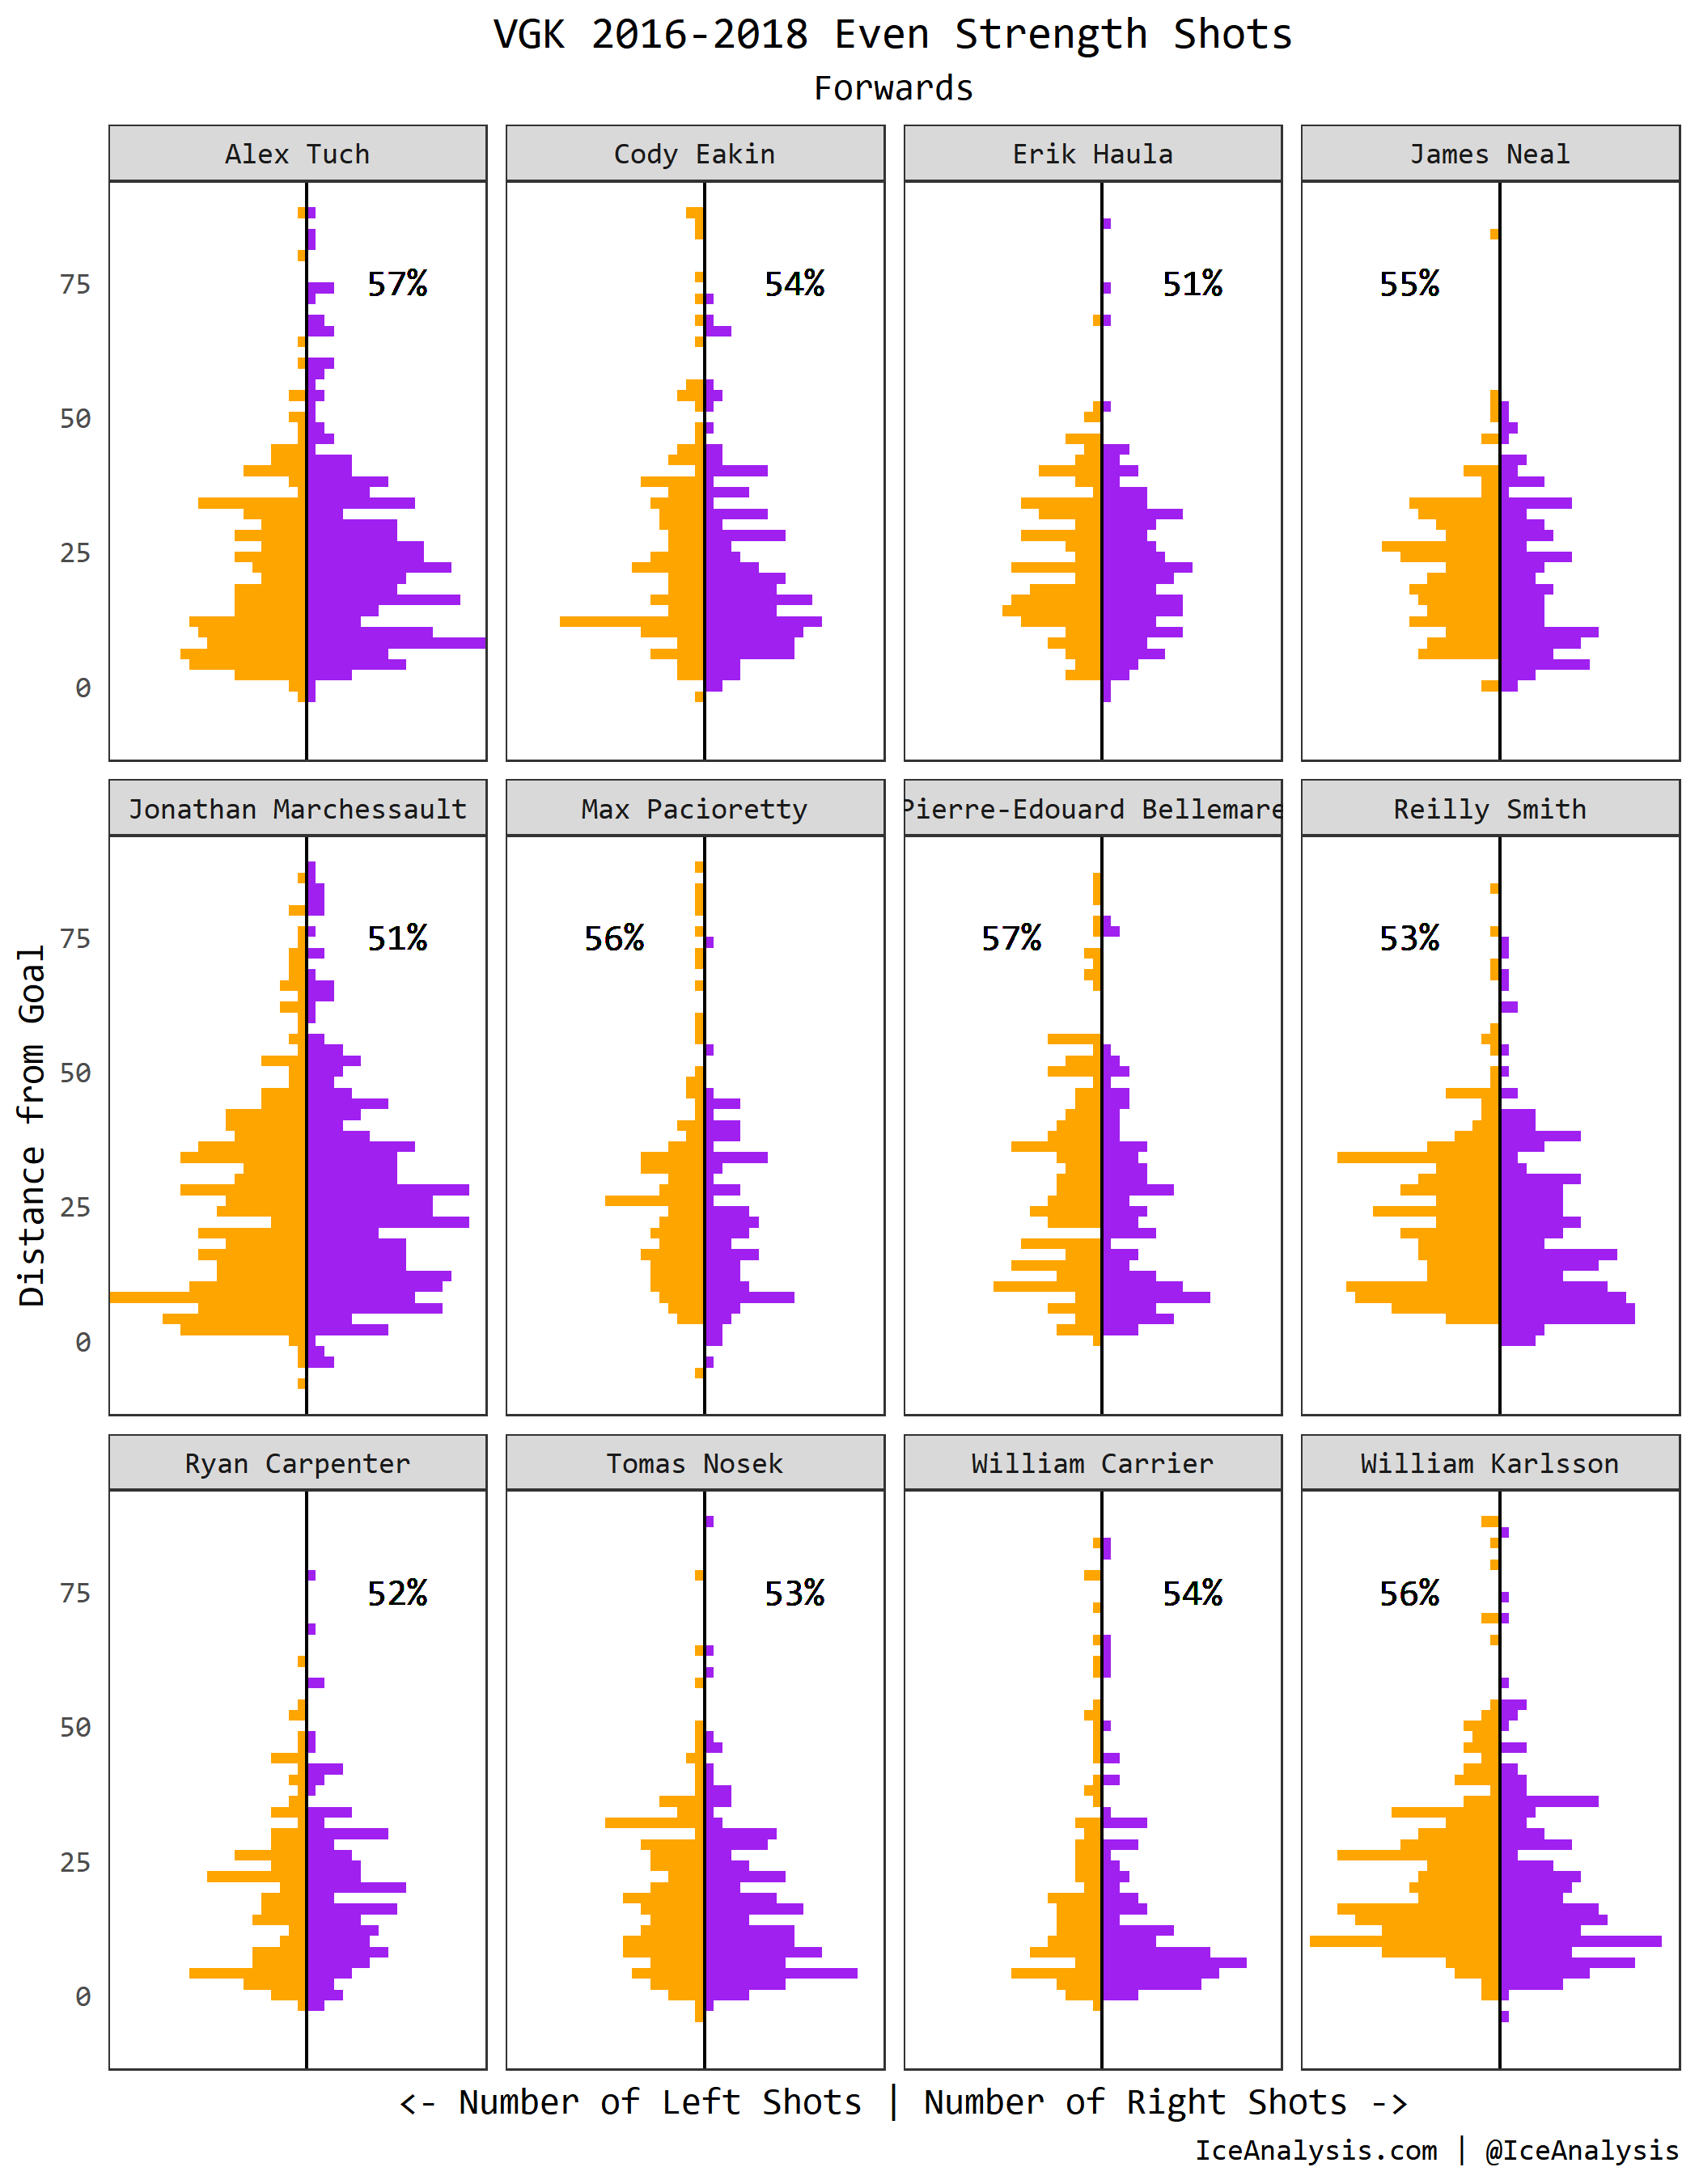 VGK 2016-2018 Even Strength Shots
Forwards
Alex Tuch
Cody Eakin
Erik Haula
James Neal
75
57%
54%
51%
55%
50
25
0
Jonathan Marchessault
Max Pacioretty
Pierre-Edouard Bellemare
Reilly Smith
Distance from Goal
75
51%
56%
57%
53%
50
25
0
Ryan Carpenter
Tomas Nosek
William Carrier
William Karlsson
75
52%
53%
54%
56%
50
25
0
<- Number of Left Shots | Number of Right Shots ->
IceAnalysis.com | @IceAnalysis